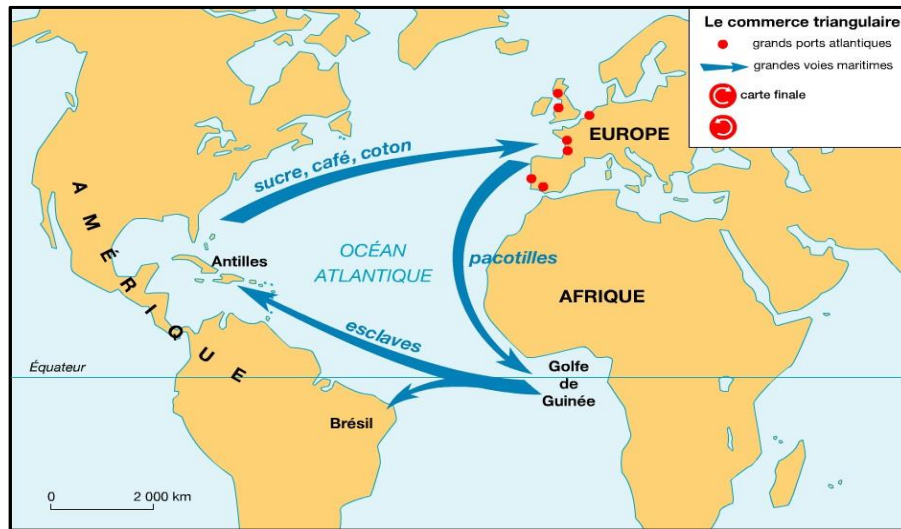 Le commerce triangulaire
grands ports atlantiques
grandes voies maritimes
carte finale
EUROPE
sucre, café, coton
AMÉRIQUE
OCÉAN
ATLANTIQUE
pacotilles
Antilles
AFRIQUE
esclaves
Équateur
Golfe
de
Guinée
Brésil
0 2 000 km